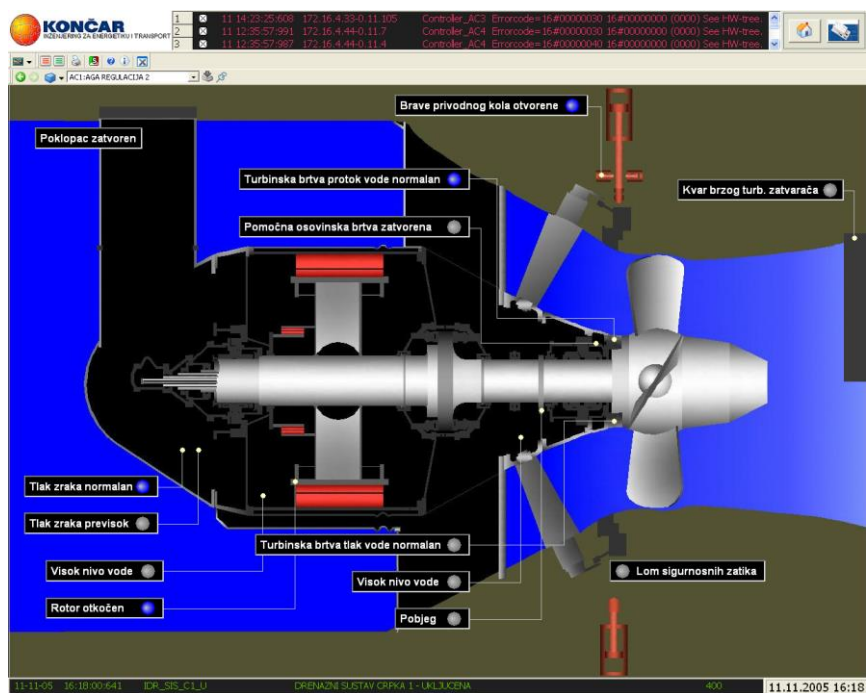 KONČAR
INŽENJERING ZA ENERGETIKU I TRANSPORT
1 11 14:23:25:608 172.16.4.33-0.11.105 Controller_AC3 Errorcode=16#00000030 16#00000000 (0000) See HW-tree.
2 11 12:35:57:991 172.16.4.44-0.11.7 Controller_AC4 Errorcode=16#00000030 16#00000000 (0000) See HW-tree.
3 11 12:35:57:987 172.16.4.44-0.11.4 Controller_AC4 Errorcode=16#00000040 16#00000000 (0000) See HW-tree.
AC1:AGA REGULACIJA 2
Brave privodnog kola otvorene
Poklopac zatvoren
Turbinska brtva protok vode normalan
Kvar brzog turb. zatvarača
Pomočna osovinska brtva zatvorena
Tlak zraka normalan
Tlak zraka previsok
Turbinska brtva tlak vode normalan
Visok nivo vode
Visok nivo vode
Lom sigurnosnih zatika
Rotor otkočen
Pobjeg
11-11-05 16:18:00:641 IDR_SIS_C1_U DRENAZNI SUSTAV CRPKA 1 - UKLJUCENA 400 11.11.2005 16:18